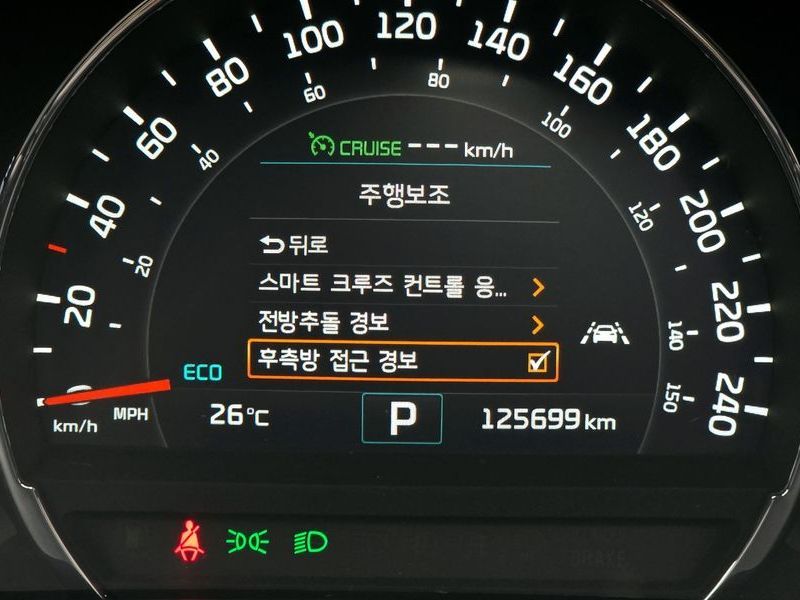 100 120 140
80 160
60 80 100
60 180
40 120
40 200
20
20 220
140
150
240
CRUISE --- km/h
주행보조
뒤로
스마트 크루즈 컨트롤 응...
전방추돌 경보
후측방 접근 경보
ECO
km/h MPH
26°C P 125699 km
BRAKE